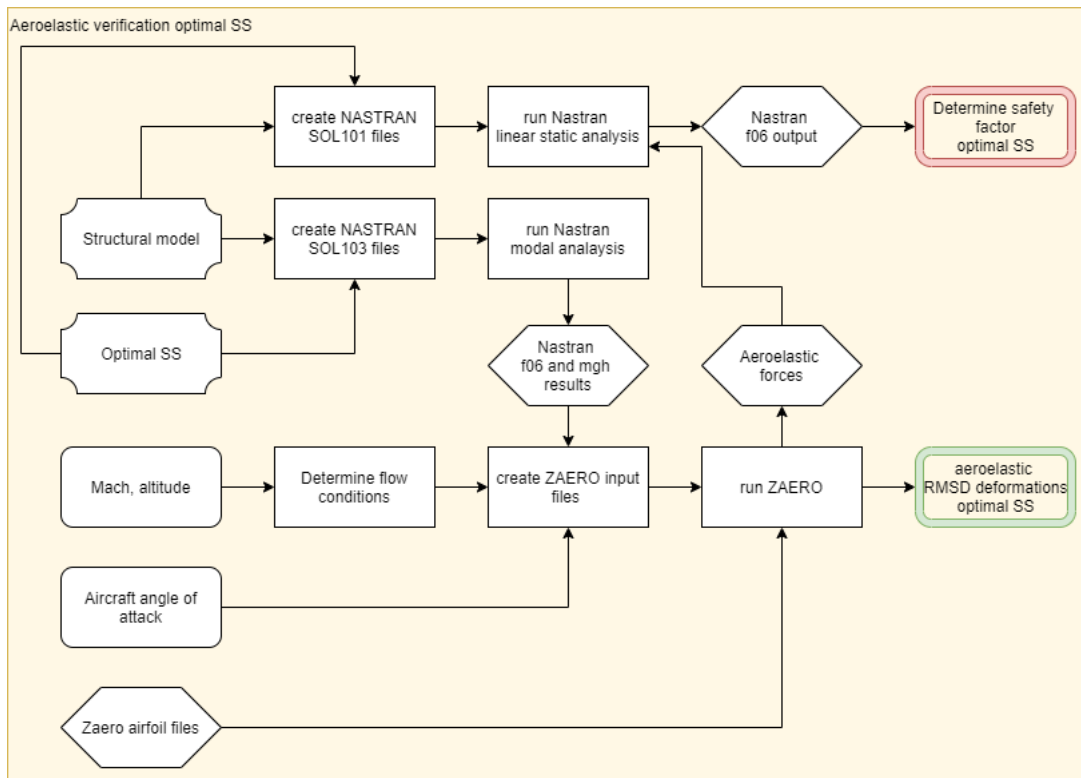 Aeroelastic verification optimal SS
create NASTRAN
SOL101 files
run Nastran
linear static analysis
Nastran
f06 output
Determine safety
factor
optimal SS
Structural model
create NASTRAN
SOL103 files
run Nastran
modal analaysis
Optimal SS
Nastran
f06 and mgh
results
Aeroelastic
forces
Mach, altitude
Determine flow
conditions
create ZAERO input
files
run ZAERO
aeroelastic
RMSD deformations
optimal SS
Aircraft angle of
attack
Zaero airfoil files